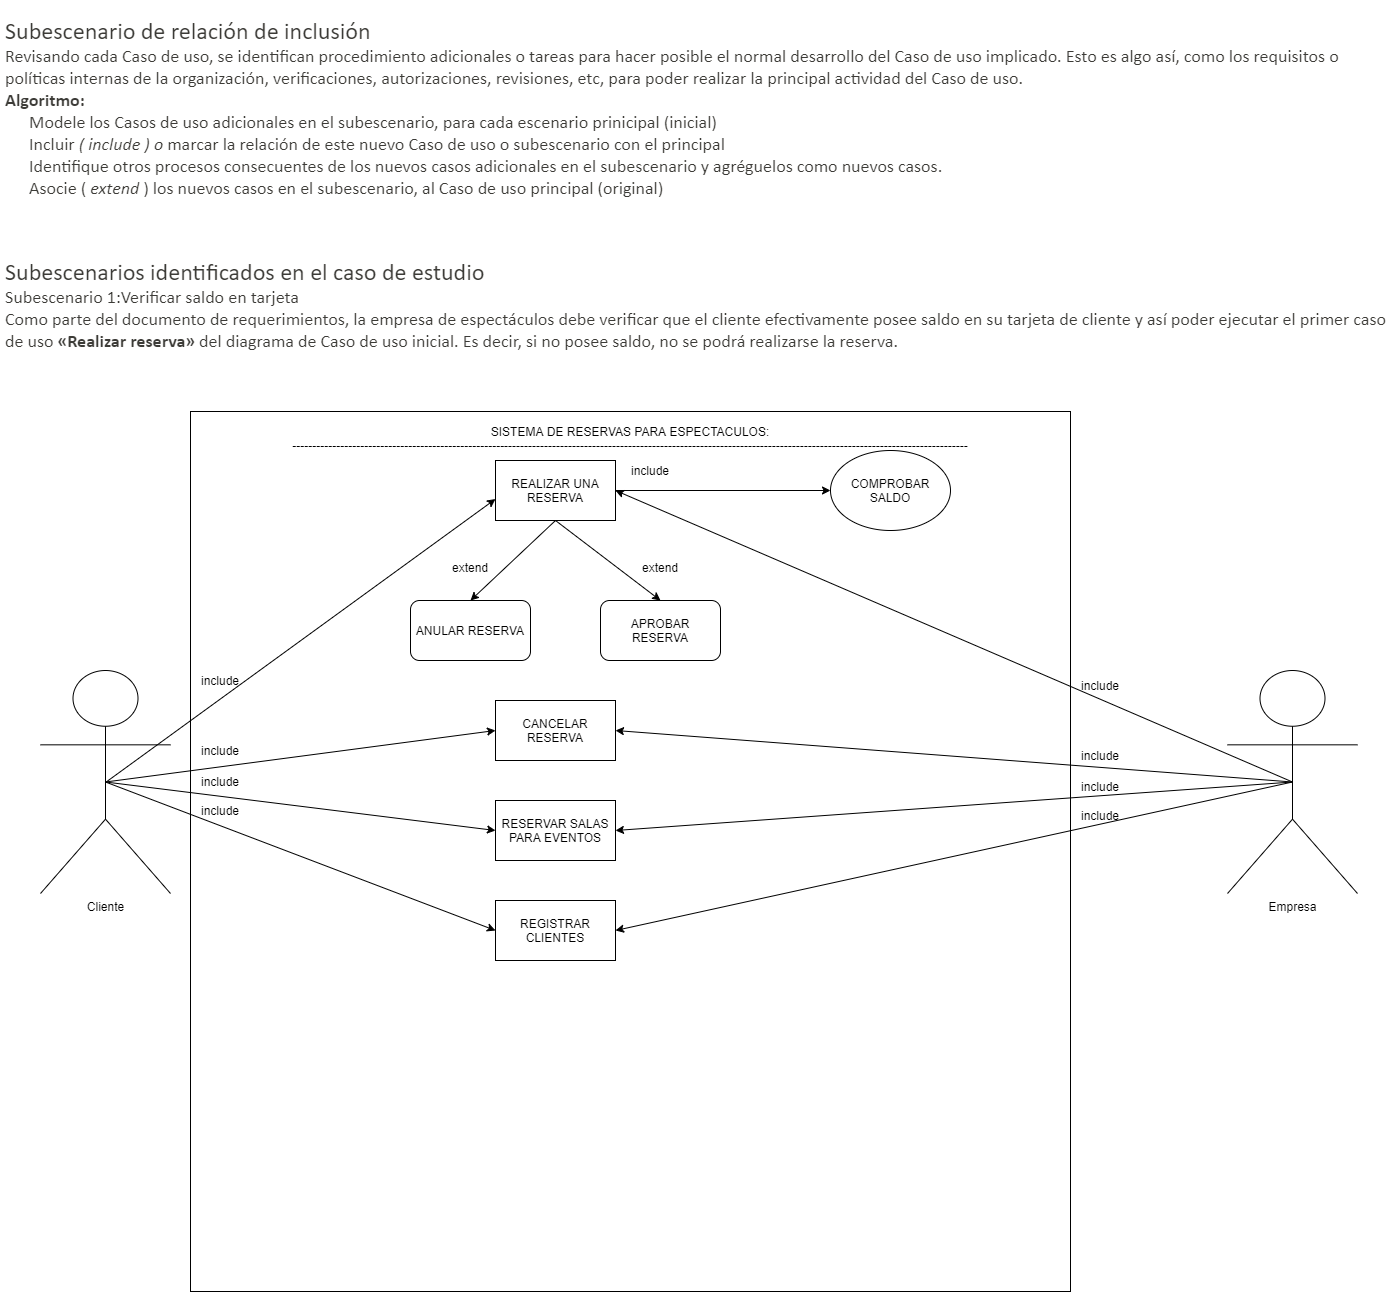 Subescenario de relación de inclusión
Revisando cada Caso de uso, se identifican procedimiento adicionales o tareas para hacer posible el normal desarrollo del Caso de uso implicado. Esto es algo así, como los requisitos o
políticas internas de la organización, verificaciones, autorizaciones, revisiones, etc, para poder realizar la principal actividad del Caso de uso.
Algoritmo:
Modele los Casos de uso adicionales en el subescenario, para cada escenario prinicipal (inicial)
Incluir ( include ) o marcar la relación de este nuevo Caso de uso o subescenario con el principal
Identifique otros procesos consecuentes de los nuevos casos adicionales en el subescenario y agréguelos como nuevos casos.
Asocie ( extend ) los nuevos casos en el subescenario, al Caso de uso principal (original)
Subescenarios identificados en el caso de estudio
Subescenario 1:Verificar saldo en tarjeta
Como parte del documento de requerimientos, la empresa de espectáculos debe verificar que el cliente efectivamente posee saldo en su tarjeta de cliente y así poder ejecutar el primer caso
de uso «Realizar reserva» del diagrama de Caso de uso inicial. Es decir, si no posee saldo, no se podrá realizarse la reserva.
SISTEMA DE RESERVAS PARA ESPECTACULOS:
REALIZAR UNA
RESERVA
include
COMPROBAR
SALDO
extend
extend
ANULAR RESERVA
APROBAR
RESERVA
include
include
CANCELAR
RESERVA
include
include
include
include
RESERVAR SALAS
PARA EVENTOS
include
include
REGISTRAR
CLIENTES
Cliente
Empresa